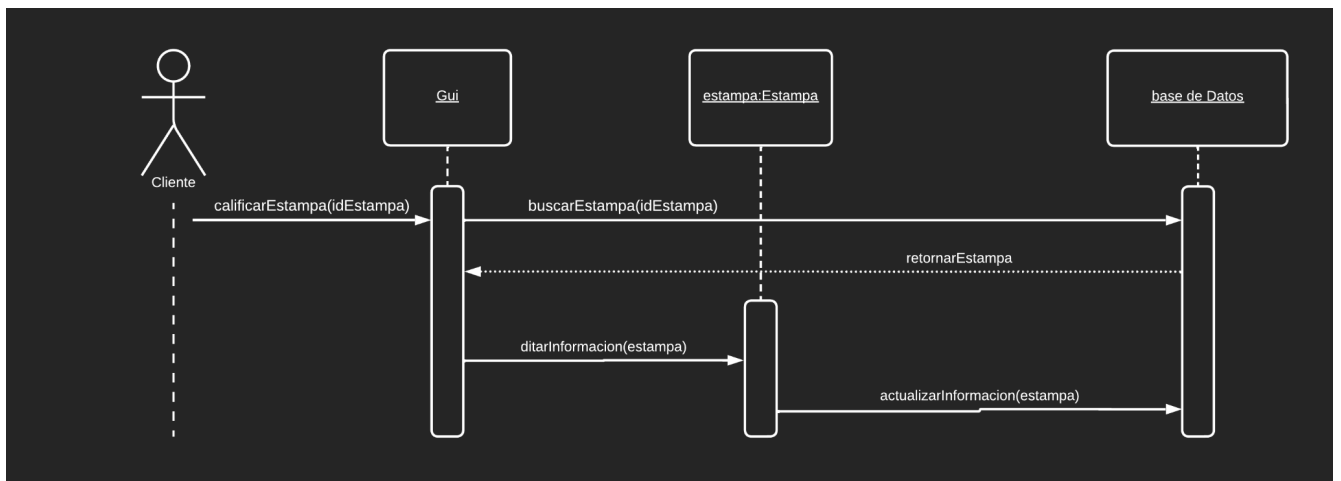 Gui
estampa:Estampa
base de Datos
Cliente
calificarEstampa(idEstampa)
buscarEstampa(idEstampa)
retornarEstampa
ditarInformacion(estampa)
actualizarInformacion(estampa)